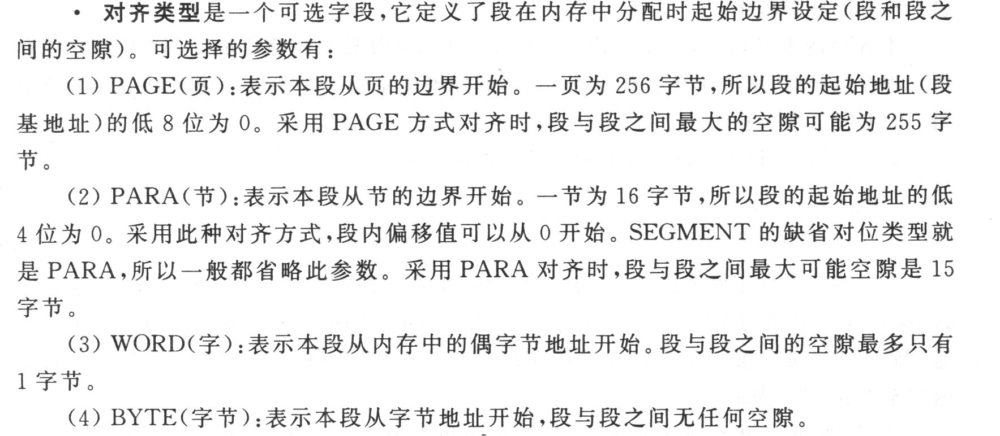 • 对齐类型是一个可选字段,它定义了段在内存中分配时起始边界设定(段和段之
间的空隙)。可选择的参数有:
(1) PAGE(页):表示本段从页的边界开始。一页为 256 字节,所以段的起始地址(段
基地址)的低 8 位为 0。采用 PAGE 方式对齐时,段与段之间最大的空隙可能为 255 字
节。
(2) PARA(节):表示本段从节的边界开始。一节为 16 字节,所以段的起始地址的低
4 位为 0。采用此种对齐方式,段内偏移值可以从 0 开始。SEGMENT 的缺省对位类型就
是 PARA,所以一般都省略此参数。采用 PARA 对齐时,段与段之间最大可能空隙是 15
字节。
(3) WORD(字):表示本段从内存中的偶字节地址开始。段与段之间的空隙最多只有
1 字节。
(4) BYTE(字节):表示本段从字节地址开始,段与段之间无任何空隙。